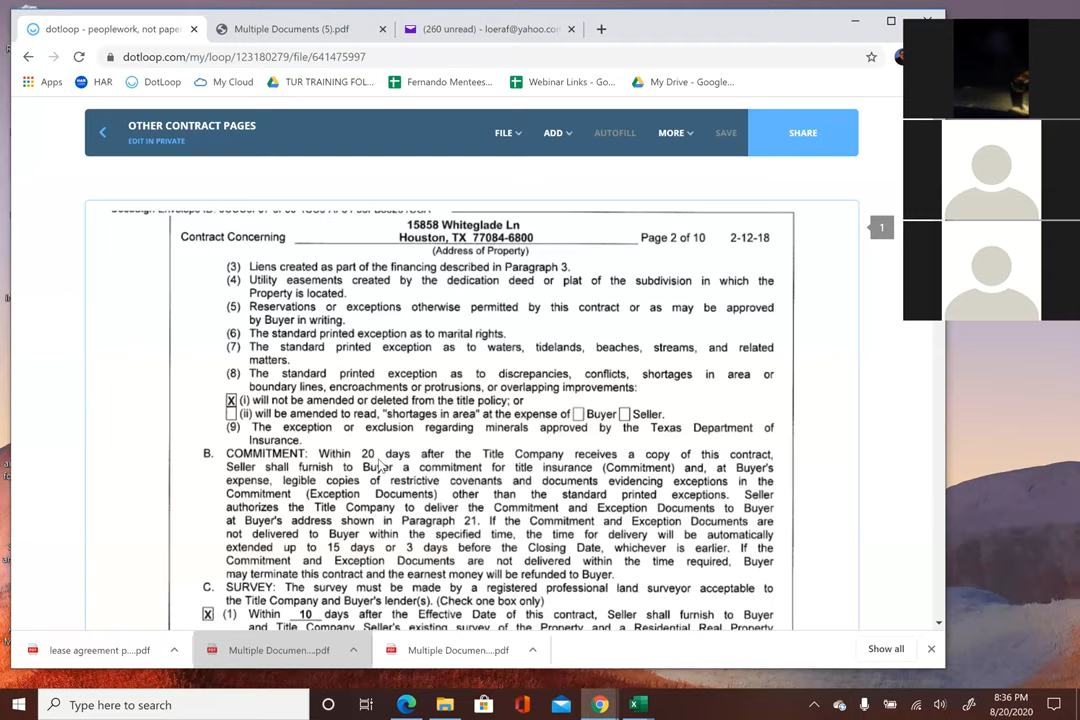 dotloop - peoplework, not paper
Multiple Documents (5).pdf
(260 unread) - loeraf@yahoo.com
dotloop.com/my/loop/123180279/file/641475997
Apps
HAR
DotLoop
My Cloud
TUR TRAINING FOL...
Fernando Mentees...
Webinar Links - Go...
My Drive - Google...
OTHER CONTRACT PAGES
EDIT IN PRIVATE
FILE
ADD
AUTOFILL
MORE
SAVE
SHARE
1
15858 Whiteglade Ln
Contract Concerning Houston, TX 77084-6800 Page 2 of 10 2-12-18
(Address of Property)
(3) Liens created as part of the financing described in Paragraph 3.
(4) Utility easements created by the dedication deed or plat of the subdivision in which the
Property is located.
(5) Reservations or exceptions otherwise permitted by this contract or as may be approved
by Buyer in writing.
(6) The standard printed exception as to marital rights.
(7) The standard printed exception as to waters, tidelands, beaches, streams, and related
matters.
(8) The standard printed exception as to discrepancies, conflicts, shortages in area or
boundary lines, encroachments or protrusions, or overlapping improvements:
X (i) will not be amended or deleted from the title policy; or
(ii) will be amended to read, "shortages in area" at the expense of Buyer Seller.
(9) The exception or exclusion regarding minerals approved by the Texas Department of
Insurance.
B. COMMITMENT: Within 20 days after the Title Company receives a copy of this contract,
Seller shall furnish to Buyer a commitment for title insurance (Commitment) and, at Buyer's
expense, legible copies of restrictive covenants and documents evidencing exceptions in the
Commitment (Exception Documents) other than the standard printed exceptions. Seller
authorizes the Title Company to deliver the Commitment and Exception Documents to Buyer
at Buyer's address shown in Paragraph 21. If the Commitment and Exception Documents are
not delivered to Buyer within the specified time, the time for delivery will be automatically
extended up to 15 days or 3 days before the Closing Date, whichever is earlier. If the
Commitment and Exception Documents are not delivered within the time required, Buyer
may terminate this contract and the earnest money will be refunded to Buyer.
C. SURVEY: The survey must be made by a registered professional land surveyor acceptable to
the Title Company and Buyer's lender(s). (Check one box only)
X (1) Within 10 days after the Effective Date of this contract, Seller shall furnish to Buyer
and Title Company Seller's existing survey of the Property and a Residential Real Property
lease agreement p....pdf
Multiple Documen....pdf
Multiple Documen....pdf
Show all
Type here to search
8:36 PM
8/20/2020